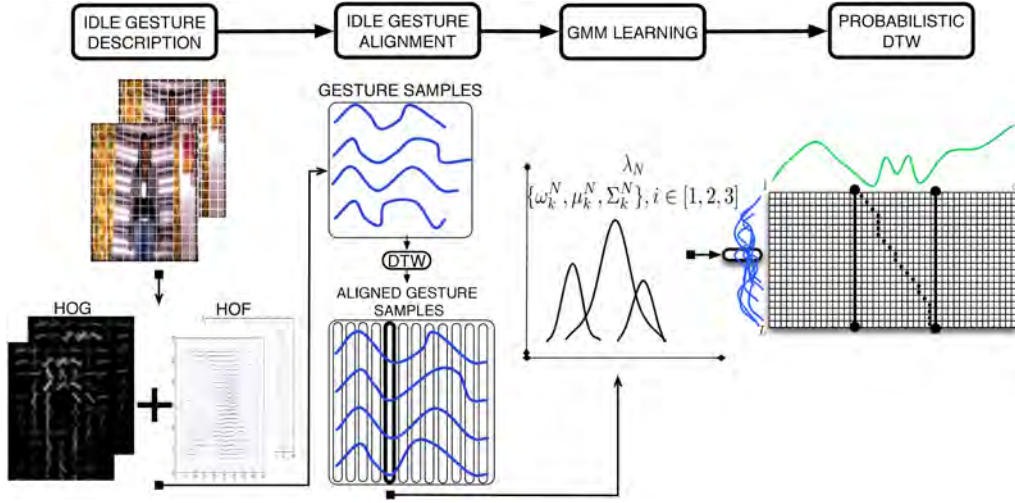 IDLE GESTURE
DESCRIPTION
IDLE GESTURE
ALIGNMENT
GMM LEARNING
PROBABILISTIC
DTW
GESTURE SAMPLES
DTW
ALIGNED GESTURE
SAMPLES
HOG
HOF
λ_N
{ω_k^N, μ_k^N, Σ_k^N}, i ∈ [1, 2, 3]